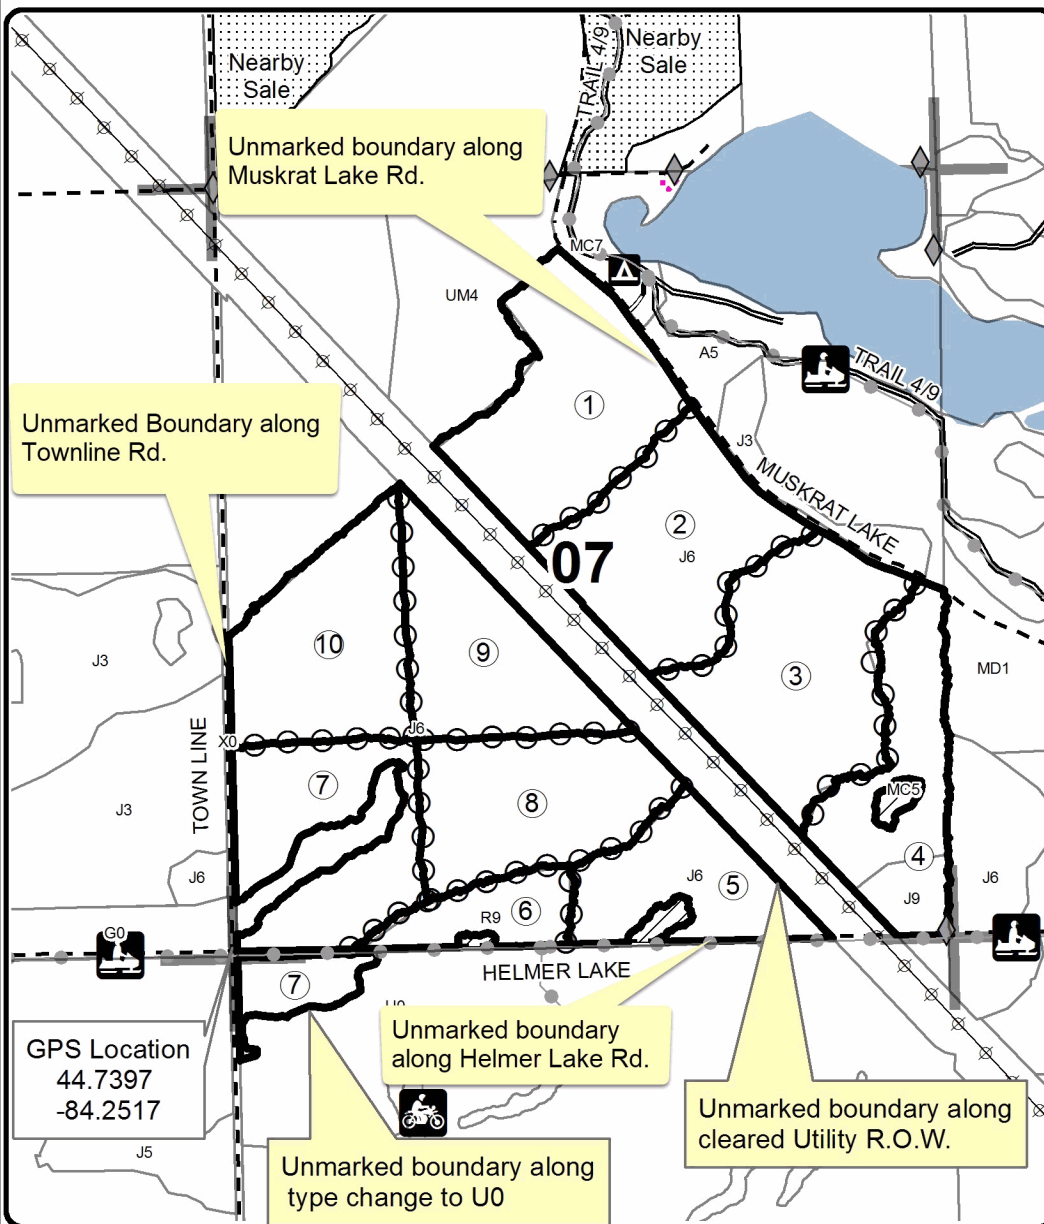 Nearby
Sale
TRAIL 4/9
Nearby
Sale
Unmarked boundary along
Muskrat Lake Rd.
MC7
UM4
A5
TRAIL 4/9
1
Unmarked Boundary along
Townline Rd.
J3
MUSKRAT LAKE
2
J6
07
10
9
3
J3
MD1
TOWN LINE
X0
J6
7
8
MC5
J3
4
J6
J6
5
J9
J6
R9
6
G0
HELMER LAKE
7
U0
GPS Location
44.7397
-84.2517
Unmarked boundary
along Helmer Lake Rd.
Unmarked boundary along
cleared Utility R.O.W.
J5
Unmarked boundary along
type change to U0